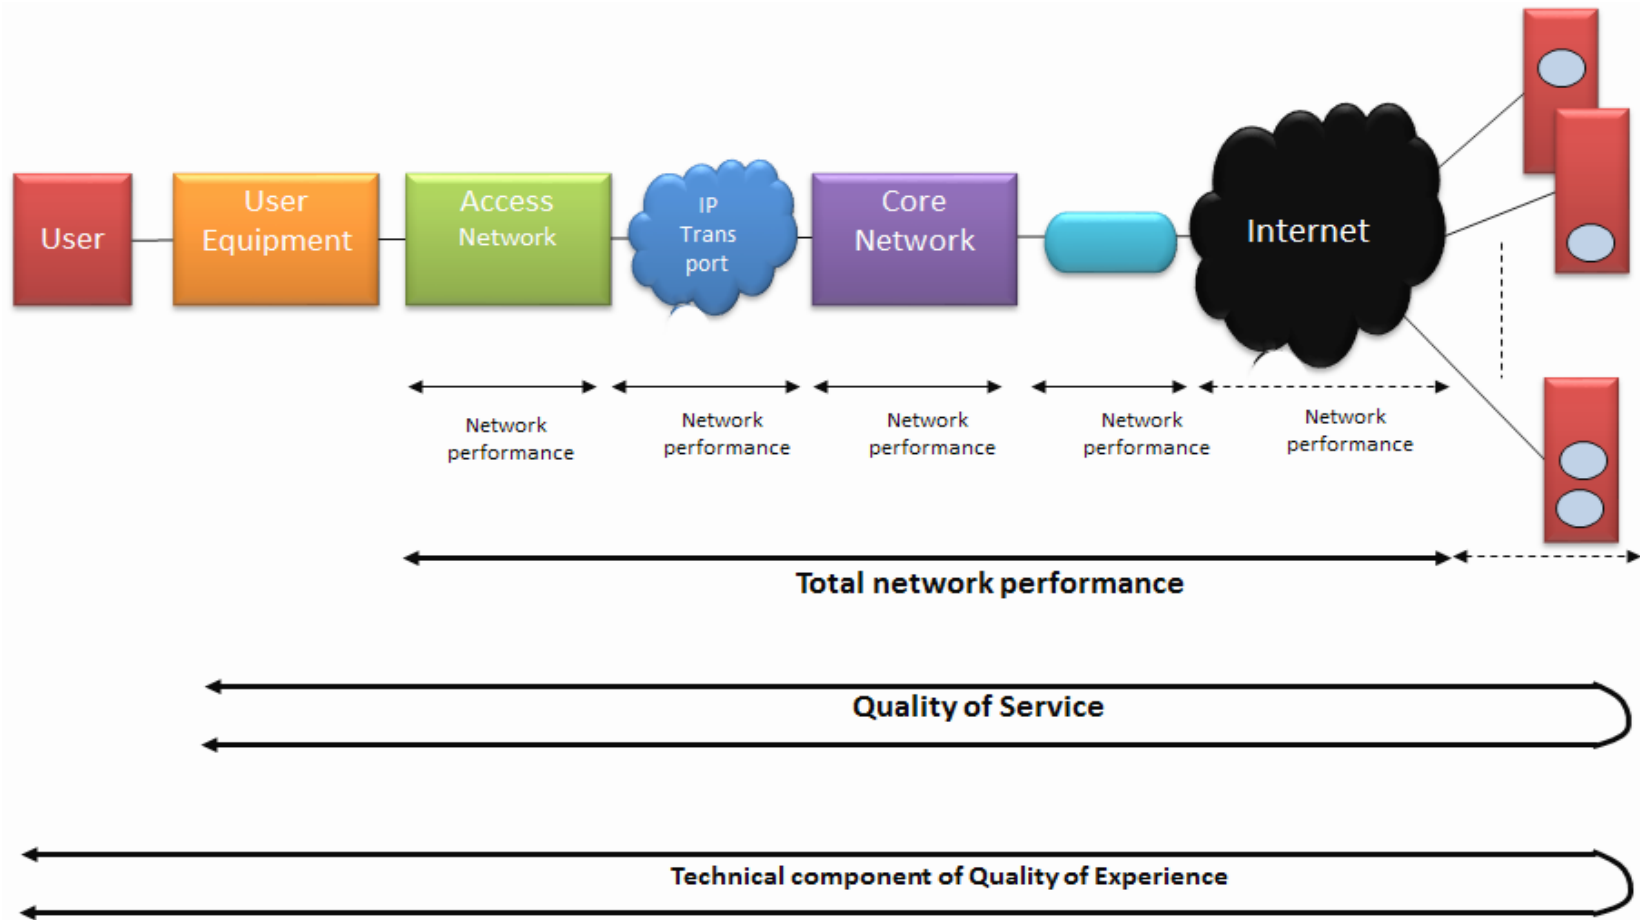 User
User
Equipment
Access
Network
IP
Trans
port
Core
Network
Internet
Network
performance
Network
performance
Network
performance
Network
performance
Network
performance
Total network performance
Quality of Service
Technical component of Quality of Experience